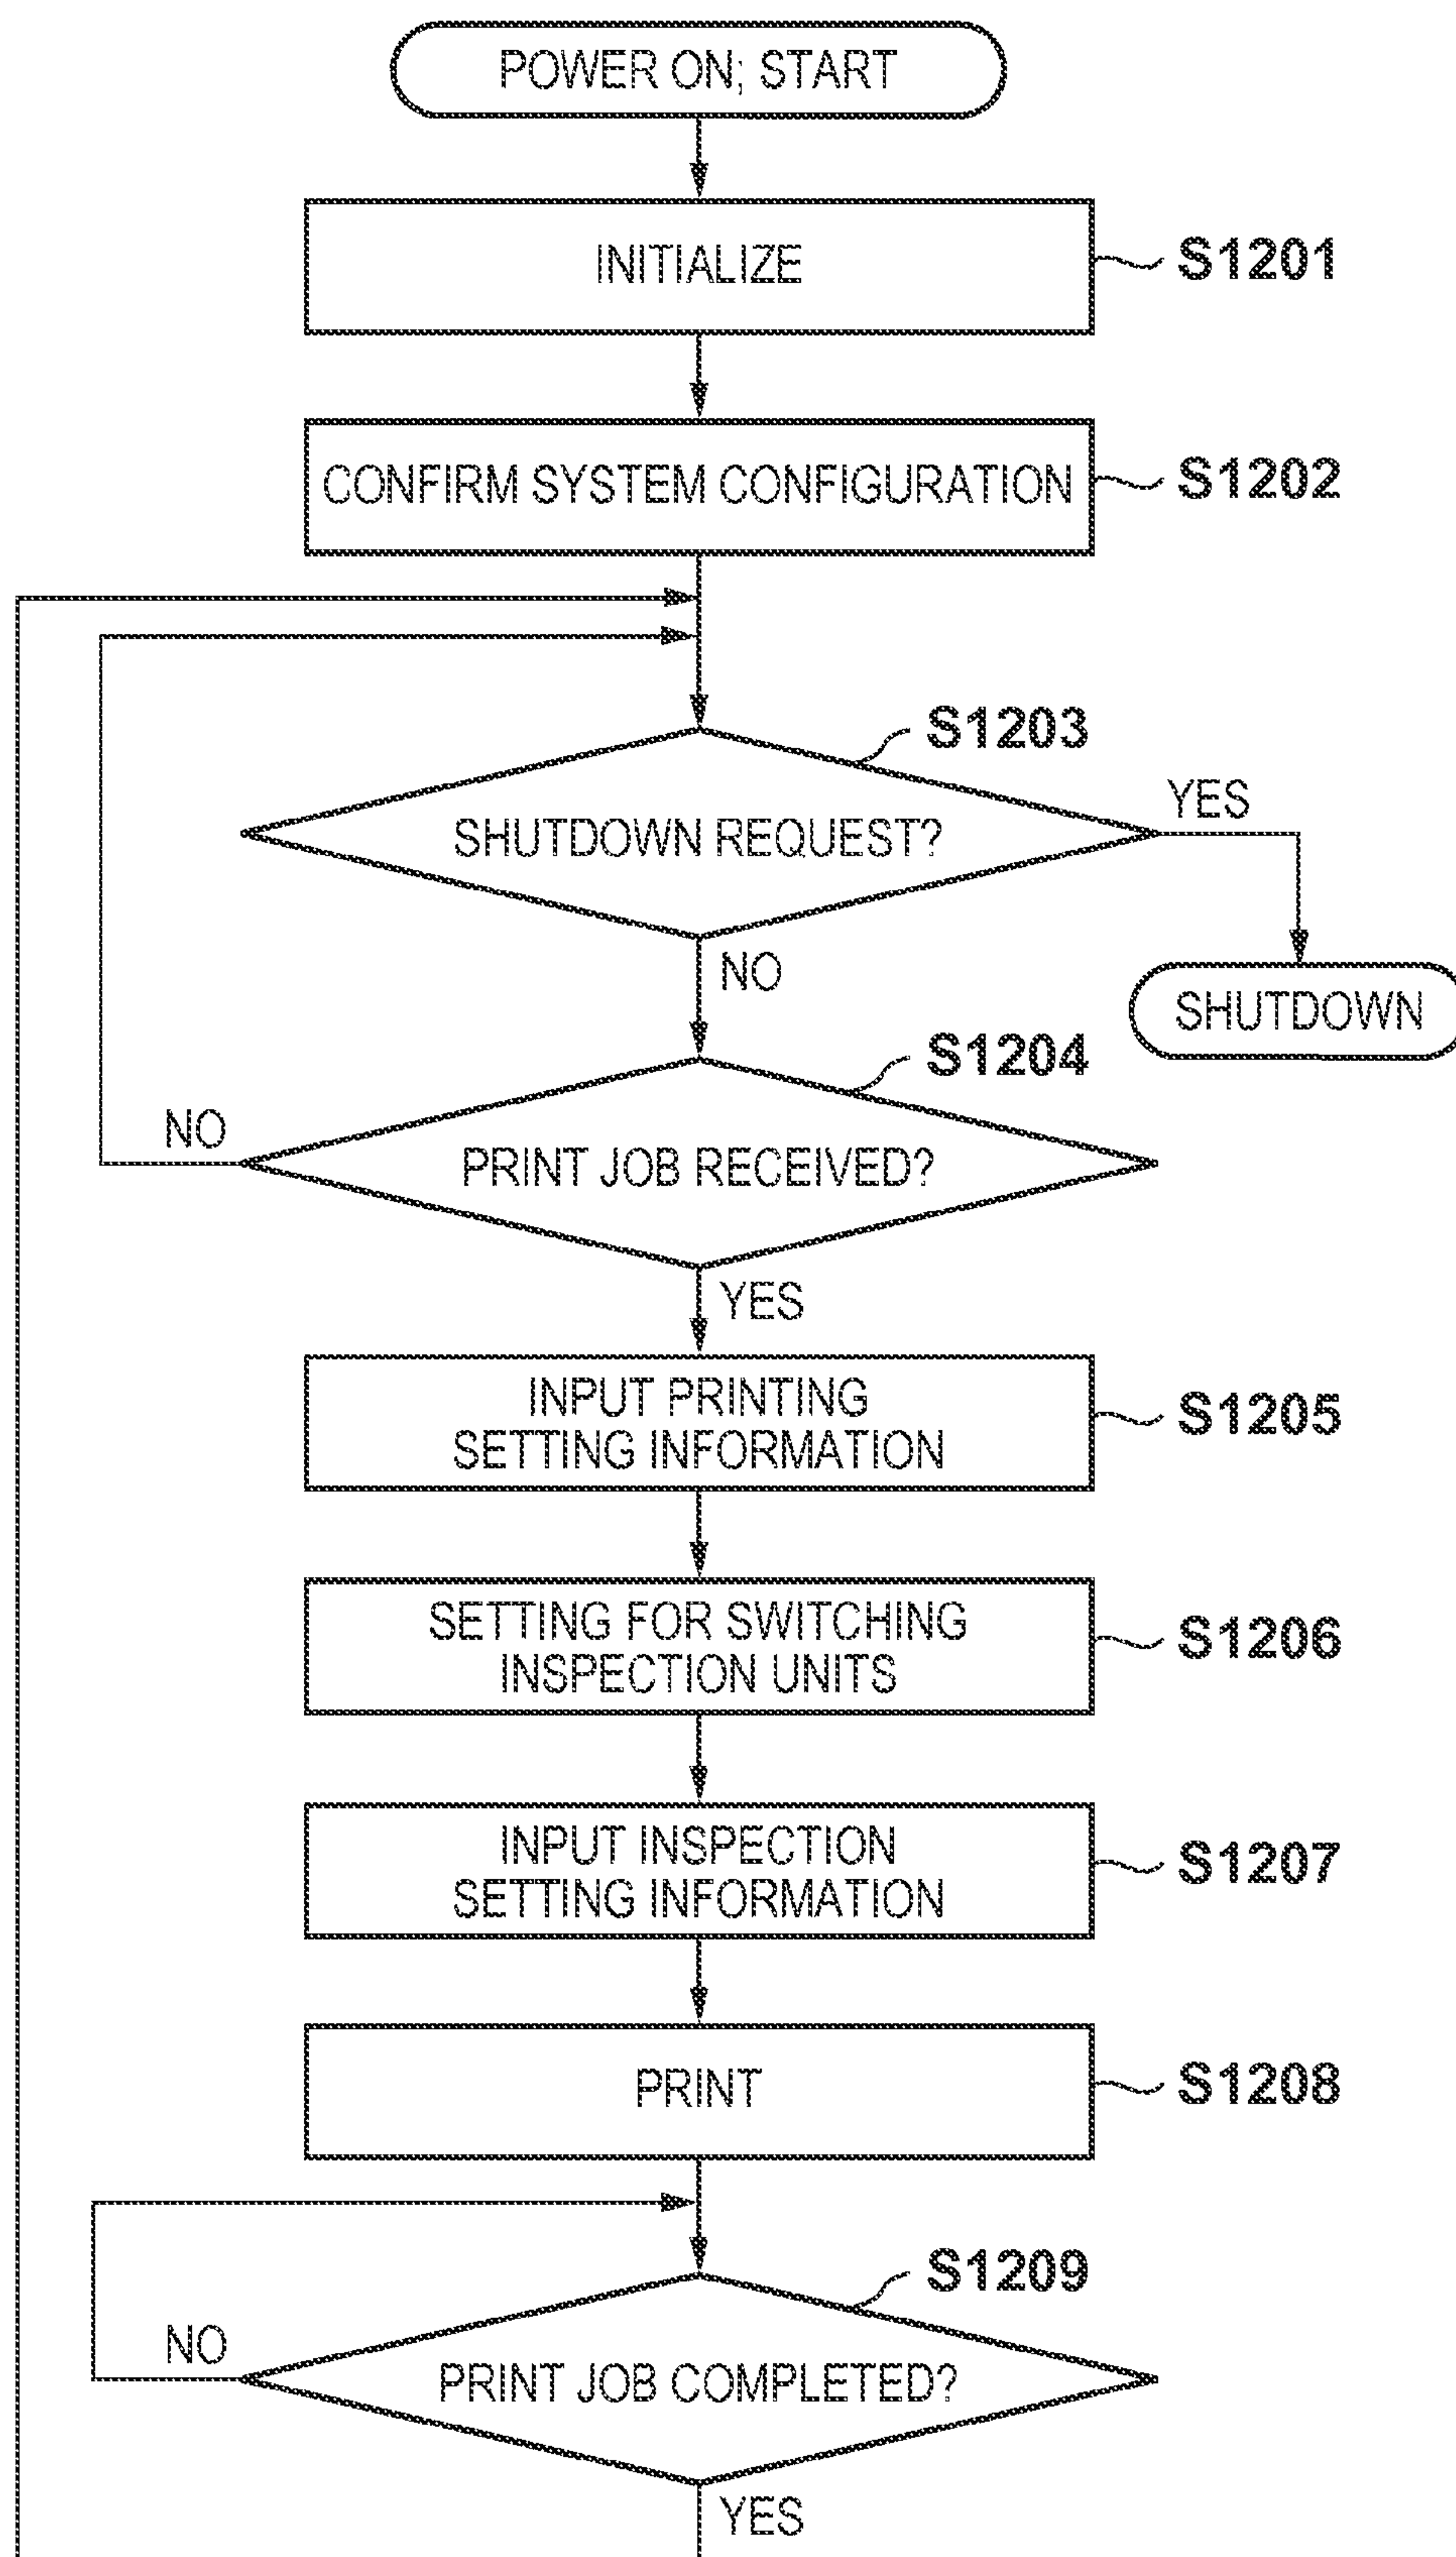 POWER ON; START
INITIALIZE
S1201
CONFIRM SYSTEM CONFIGURATION
S1202
S1203
YES
SHUTDOWN REQUEST?
NO
SHUTDOWN
S1204
NO
PRINT JOB RECEIVED?
YES
INPUT PRINTING
SETTING INFORMATION
S1205
SETTING FOR SWITCHING
INSPECTION UNITS
S1206
INPUT INSPECTION
SETTING INFORMATION
S1207
PRINT
S1208
S1209
NO
PRINT JOB COMPLETED?
YES